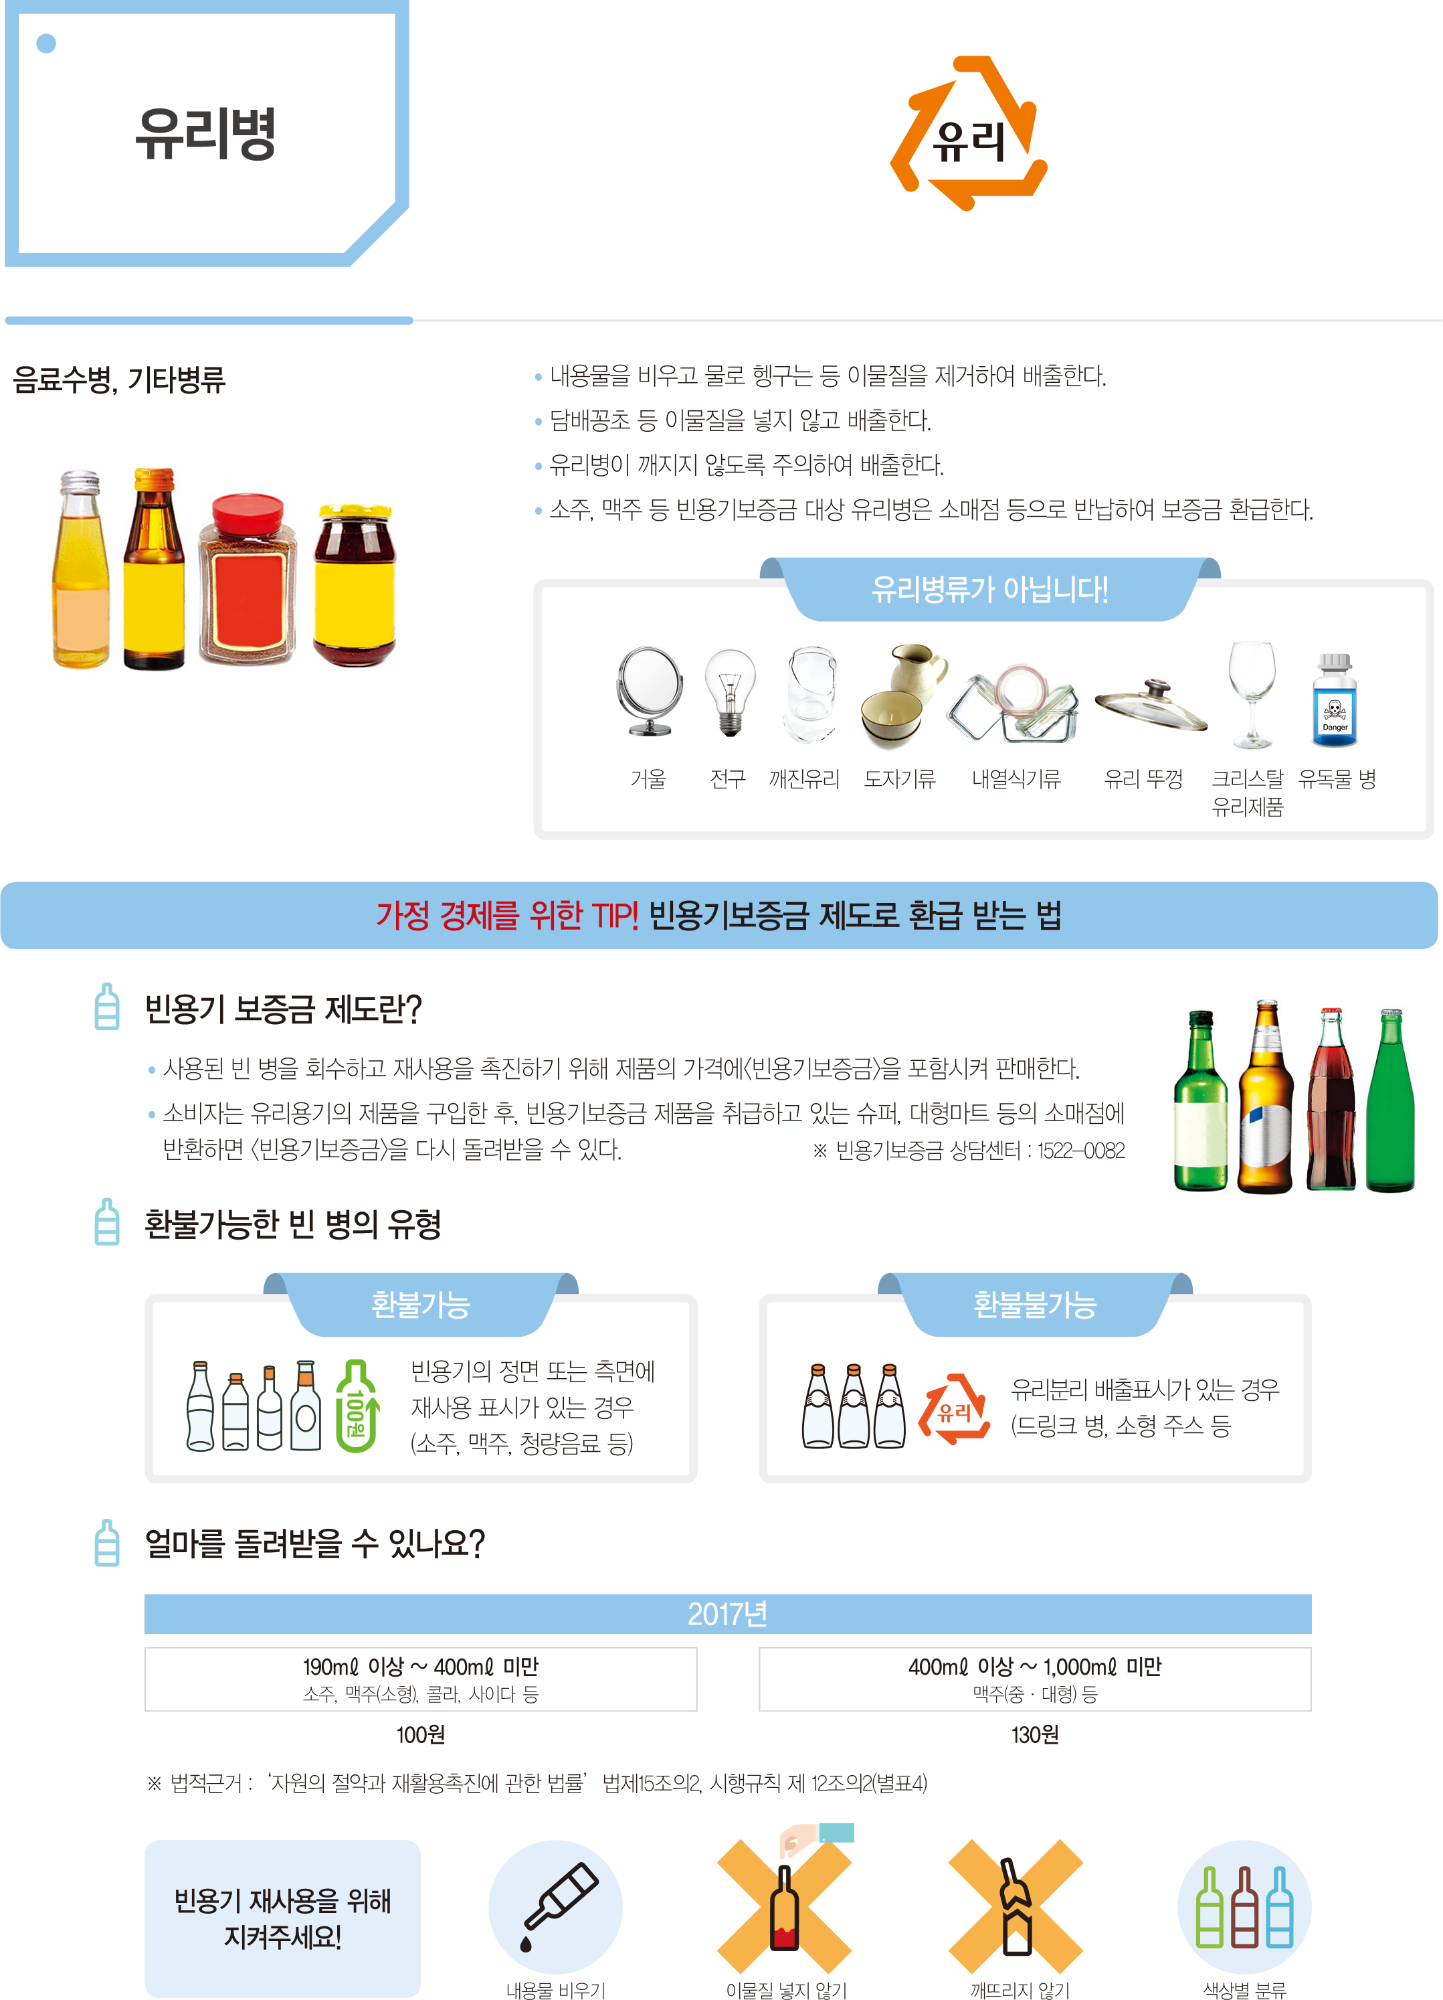 유리병
유리
음료수병, 기타병류
• 내용물을 비우고 물로 헹구는 등 이물질을 제거하여 배출한다.
• 담배꽁초 등 이물질을 넣지 않고 배출한다.
• 유리병이 깨지지 않도록 주의하여 배출한다.
• 소주, 맥주 등 빈용기보증금 대상 유리병은 소매점 등으로 반납하여 보증금 환급한다.
유리병류가 아닙니다!
Danger
거울 전구 깨진유리 도자기류 내열식기류 유리 뚜껑 크리스탈 유독물 병
유리제품
가정 경제를 위한 TIP! 빈용기보증금 제도로 환급 받는 법
빈용기 보증금 제도란?
• 사용된 빈 병을 회수하고 재사용을 촉진하기 위해 제품의 가격에<빈용기보증금>을 포함시켜 판매한다.
• 소비자는 유리용기의 제품을 구입한 후, 빈용기보증금 제품을 취급하고 있는 슈퍼, 대형마트 등의 소매점에
반환하면 <빈용기보증금>을 다시 돌려받을 수 있다. ※ 빈용기보증금 상담센터 : 1522-0082
환불가능한 빈 병의 유형
환불가능
100원
빈용기의 정면 또는 측면에
재사용 표시가 있는 경우
(소주, 맥주, 청량음료 등)
환불불가능
유리
유리분리 배출표시가 있는 경우
(드링크 병, 소형 주스 등
얼마를 돌려받을 수 있나요?
2017년
190㎖ 이상 ~ 400㎖ 미만
소주, 맥주(소형), 콜라, 사이다 등
100원
400㎖ 이상 ~ 1,000㎖ 미만
맥주(중 · 대형) 등
130원
※ 법적근거 : ‘자원의 절약과 재활용촉진에 관한 법률’ 법제15조의2, 시행규칙 제 12조의2(별표4)
빈용기 재사용을 위해
지켜주세요!
내용물 비우기
이물질 넣지 않기
깨뜨리지 않기
색상별 분류